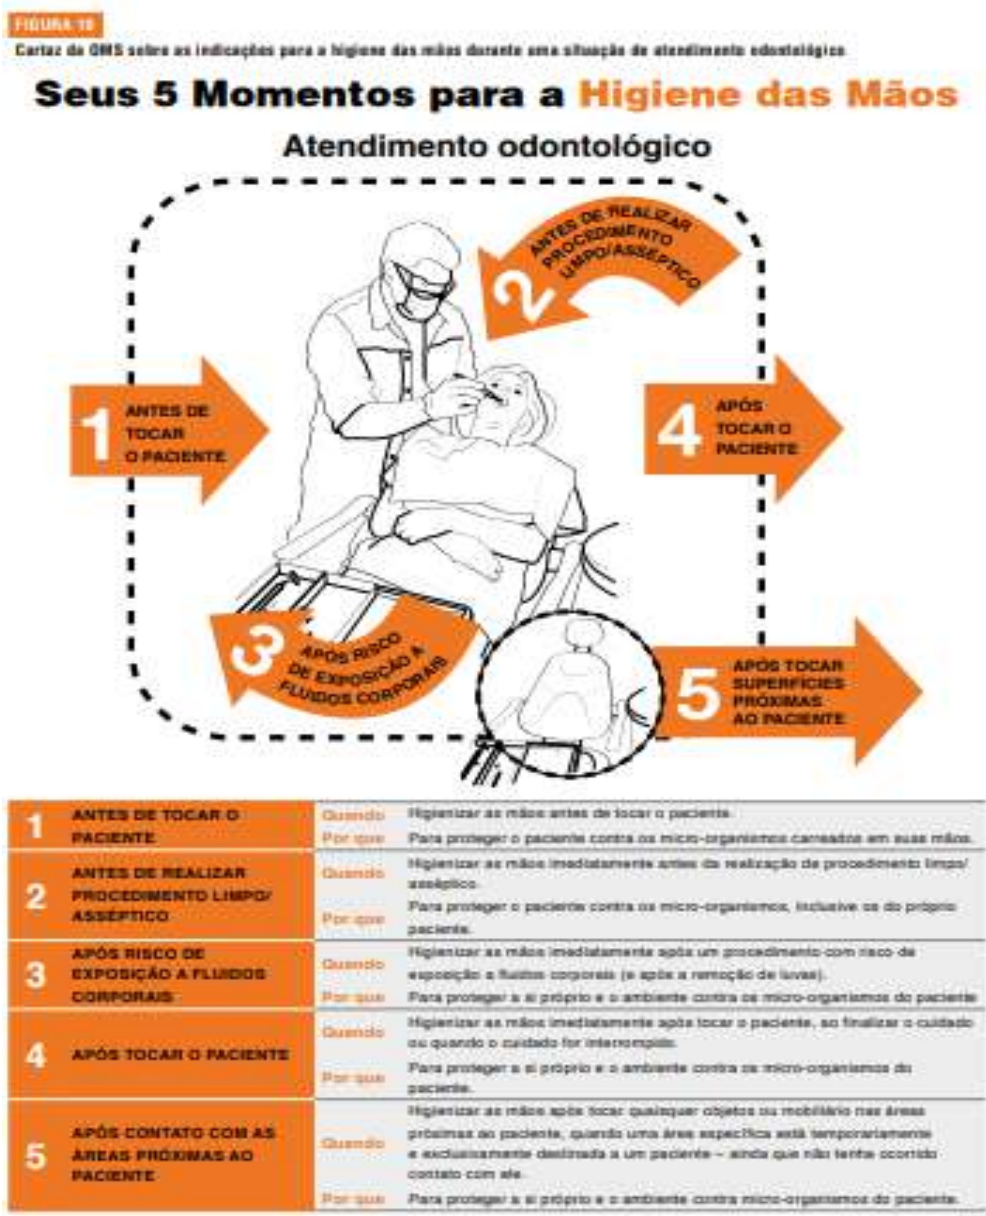 FIGURA 10
Cartaz da OMS sobre as indicações para a higiene das mãos durante uma situação de atendimento odontológico
Seus 5 Momentos para a Higiene das Mãos
Atendimento odontológico
2
ANTES DE REALIZAR
PROCEDIMENTO
LIMPO/ASSÉPTICO
1
ANTES DE
TOCAR
O PACIENTE
4
APÓS
TOCAR O
PACIENTE
3
APÓS RISCO
DE EXPOSIÇÃO A
FLUIDOS CORPORAIS
5
APÓS TOCAR
SUPERFÍCIES
PRÓXIMAS
AO PACIENTE
1
ANTES DE TOCAR O
PACIENTE
Quando
Higienizar as mãos antes de tocar o paciente.
Por que
Para proteger o paciente contra os micro-organismos carreados em suas mãos.
2
ANTES DE REALIZAR
PROCEDIMENTO LIMPO/
ASSÉPTICO
Quando
Higienizar as mãos imediatamente antes da realização de procedimento limpo/
asséptico.
Por que
Para proteger o paciente contra os micro-organismos, inclusive os do próprio
paciente.
3
APÓS RISCO DE
EXPOSIÇÃO A FLUIDOS
CORPORAIS
Quando
Higienizar as mãos imediatamente após um procedimento com risco de
exposição a fluidos corporais (e após a remoção de luvas).
Por que
Para proteger a si próprio e o ambiente contra os micro-organismos do paciente
4
APÓS TOCAR O PACIENTE
Quando
Higienizar as mãos imediatamente após tocar o paciente, ao finalizar o cuidado
ou quando o cuidado for interrompido.
Por que
Para proteger a si próprio e o ambiente contra os micro-organismos do
paciente.
5
APÓS CONTATO COM AS
ÁREAS PRÓXIMAS AO
PACIENTE
Quando
Higienizar as mãos após tocar quaisquer objetos ou mobiliário nas áreas
próximas ao paciente, quando uma área específica está temporariamente
e exclusivamente destinada a um paciente – ainda que não tenha ocorrido
contato com ele.
Por que
Para proteger a si próprio e o ambiente contra micro-organismos do paciente.